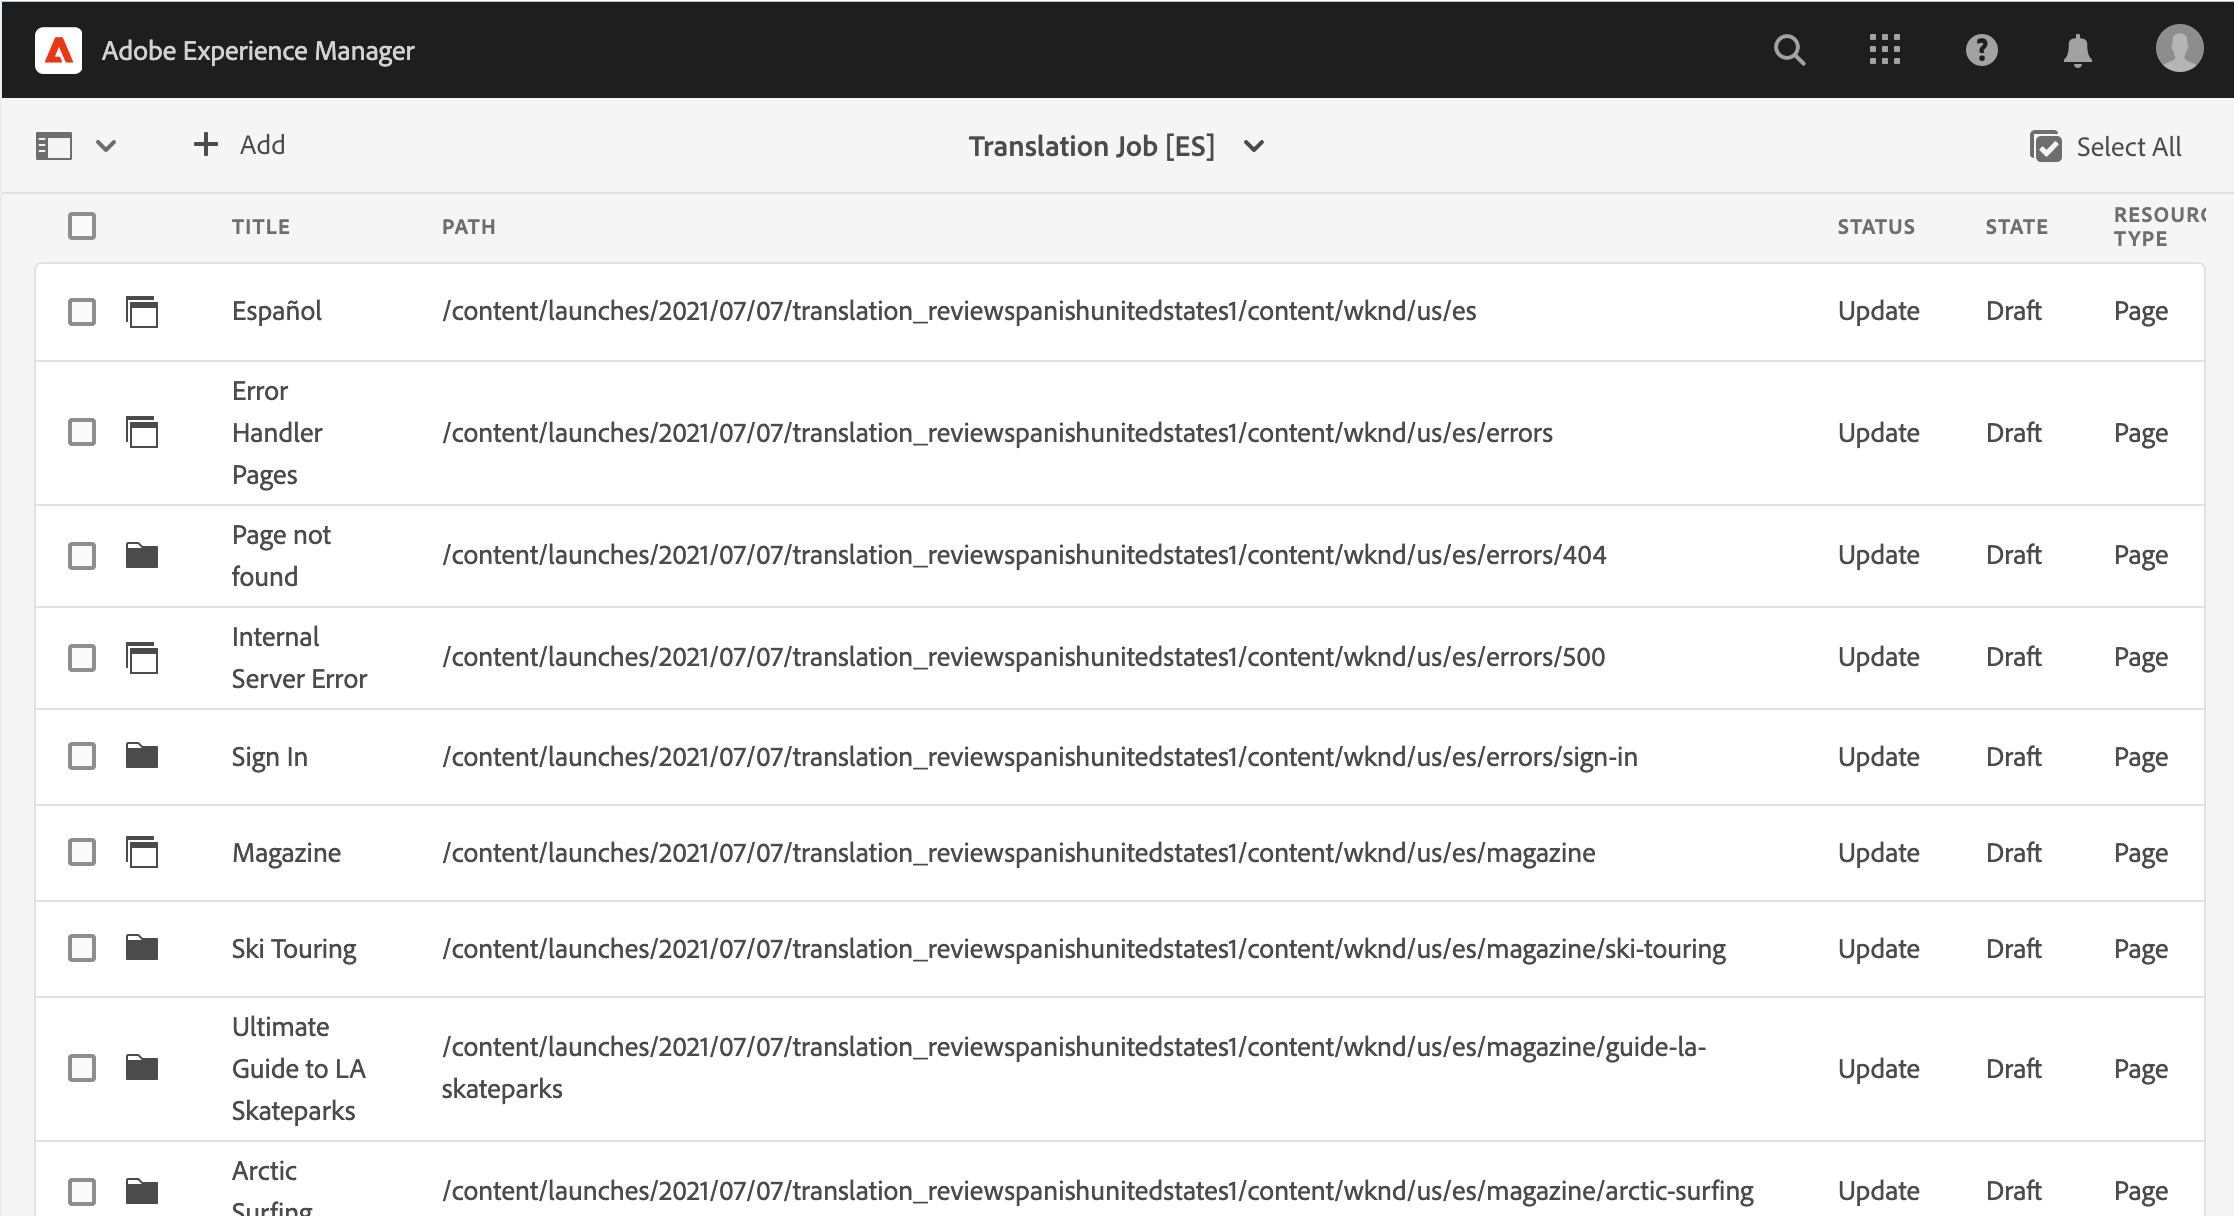 Adobe Experience Manager
Add
Translation Job [ES]
Select All
TITLE PATH STATUS STATE RESOURC
TYPE
Español /content/launches/2021/07/07/translation_reviewspanishunitedstates1/content/wknd/us/es Update Draft Page
Error
Handler /content/launches/2021/07/07/translation_reviewspanishunitedstates1/content/wknd/us/es/errors Update Draft Page
Pages
Page not
found
/content/launches/2021/07/07/translation_reviewspanishunitedstates1/content/wknd/us/es/errors/404 Update Draft Page
Internal
Server Error
/content/launches/2021/07/07/translation_reviewspanishunitedstates1/content/wknd/us/es/errors/500 Update Draft Page
Sign In /content/launches/2021/07/07/translation_reviewspanishunitedstates1/content/wknd/us/es/errors/sign-in Update Draft Page
Magazine /content/launches/2021/07/07/translation_reviewspanishunitedstates1/content/wknd/us/es/magazine Update Draft Page
Ski Touring /content/launches/2021/07/07/translation_reviewspanishunitedstates1/content/wknd/us/es/magazine/ski-touring Update Draft Page
Ultimate
Guide to LA
Skateparks
/content/launches/2021/07/07/translation_reviewspanishunitedstates1/content/wknd/us/es/magazine/guide-la-
skateparks
Update Draft Page
Arctic
Surfing
/content/launches/2021/07/07/translation_reviewspanishunitedstates1/content/wknd/us/es/magazine/arctic-surfing Update Draft Page